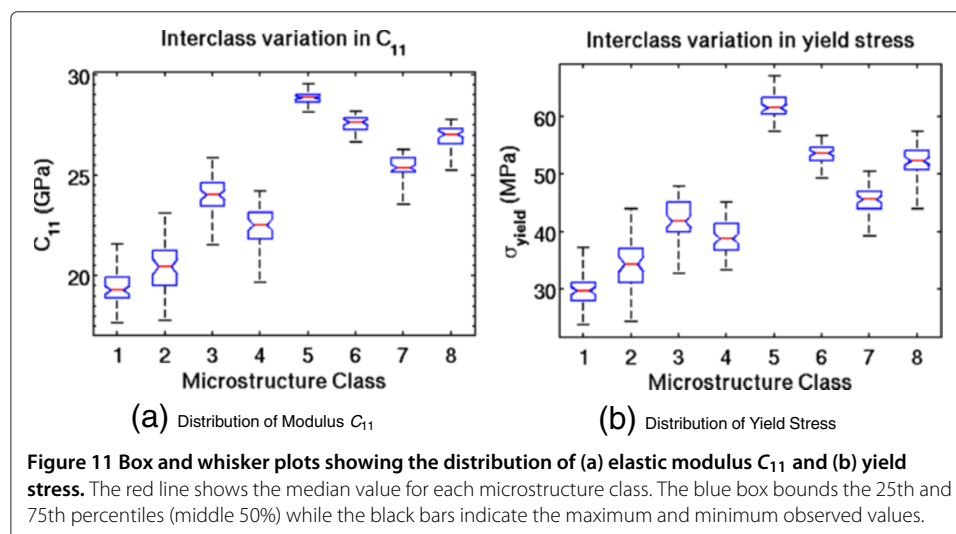 Interclass variation in C11
30
25
20
C11 (GPa)
1 2 3 4 5 6 7 8
Microstructure Class
(a) Distribution of Modulus C11
Interclass variation in yield stress
60
50
40
30
σyield (MPa)
1 2 3 4 5 6 7 8
Microstructure Class
(b) Distribution of Yield Stress
Figure 11 Box and whisker plots showing the distribution of (a) elastic modulus C11 and (b) yield
stress. The red line shows the median value for each microstructure class. The blue box bounds the 25th and
75th percentiles (middle 50%) while the black bars indicate the maximum and minimum observed values.